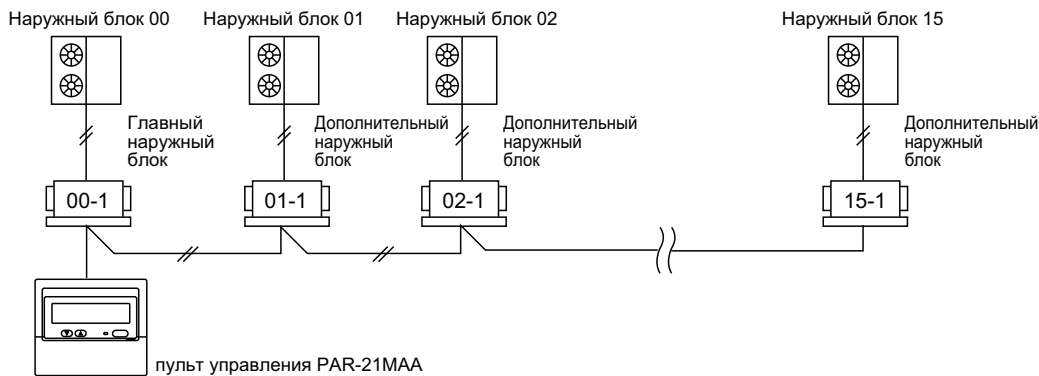 Наружный блок 00
Наружный блок 01
Наружный блок 02
Наружный блок 15
Главный
наружный
блок
Дополнительный
наружный
блок
Дополнительный
наружный
блок
Дополнительный
наружный
блок
00-1
01-1
02-1
15-1
пульт управления PAR-21MAA